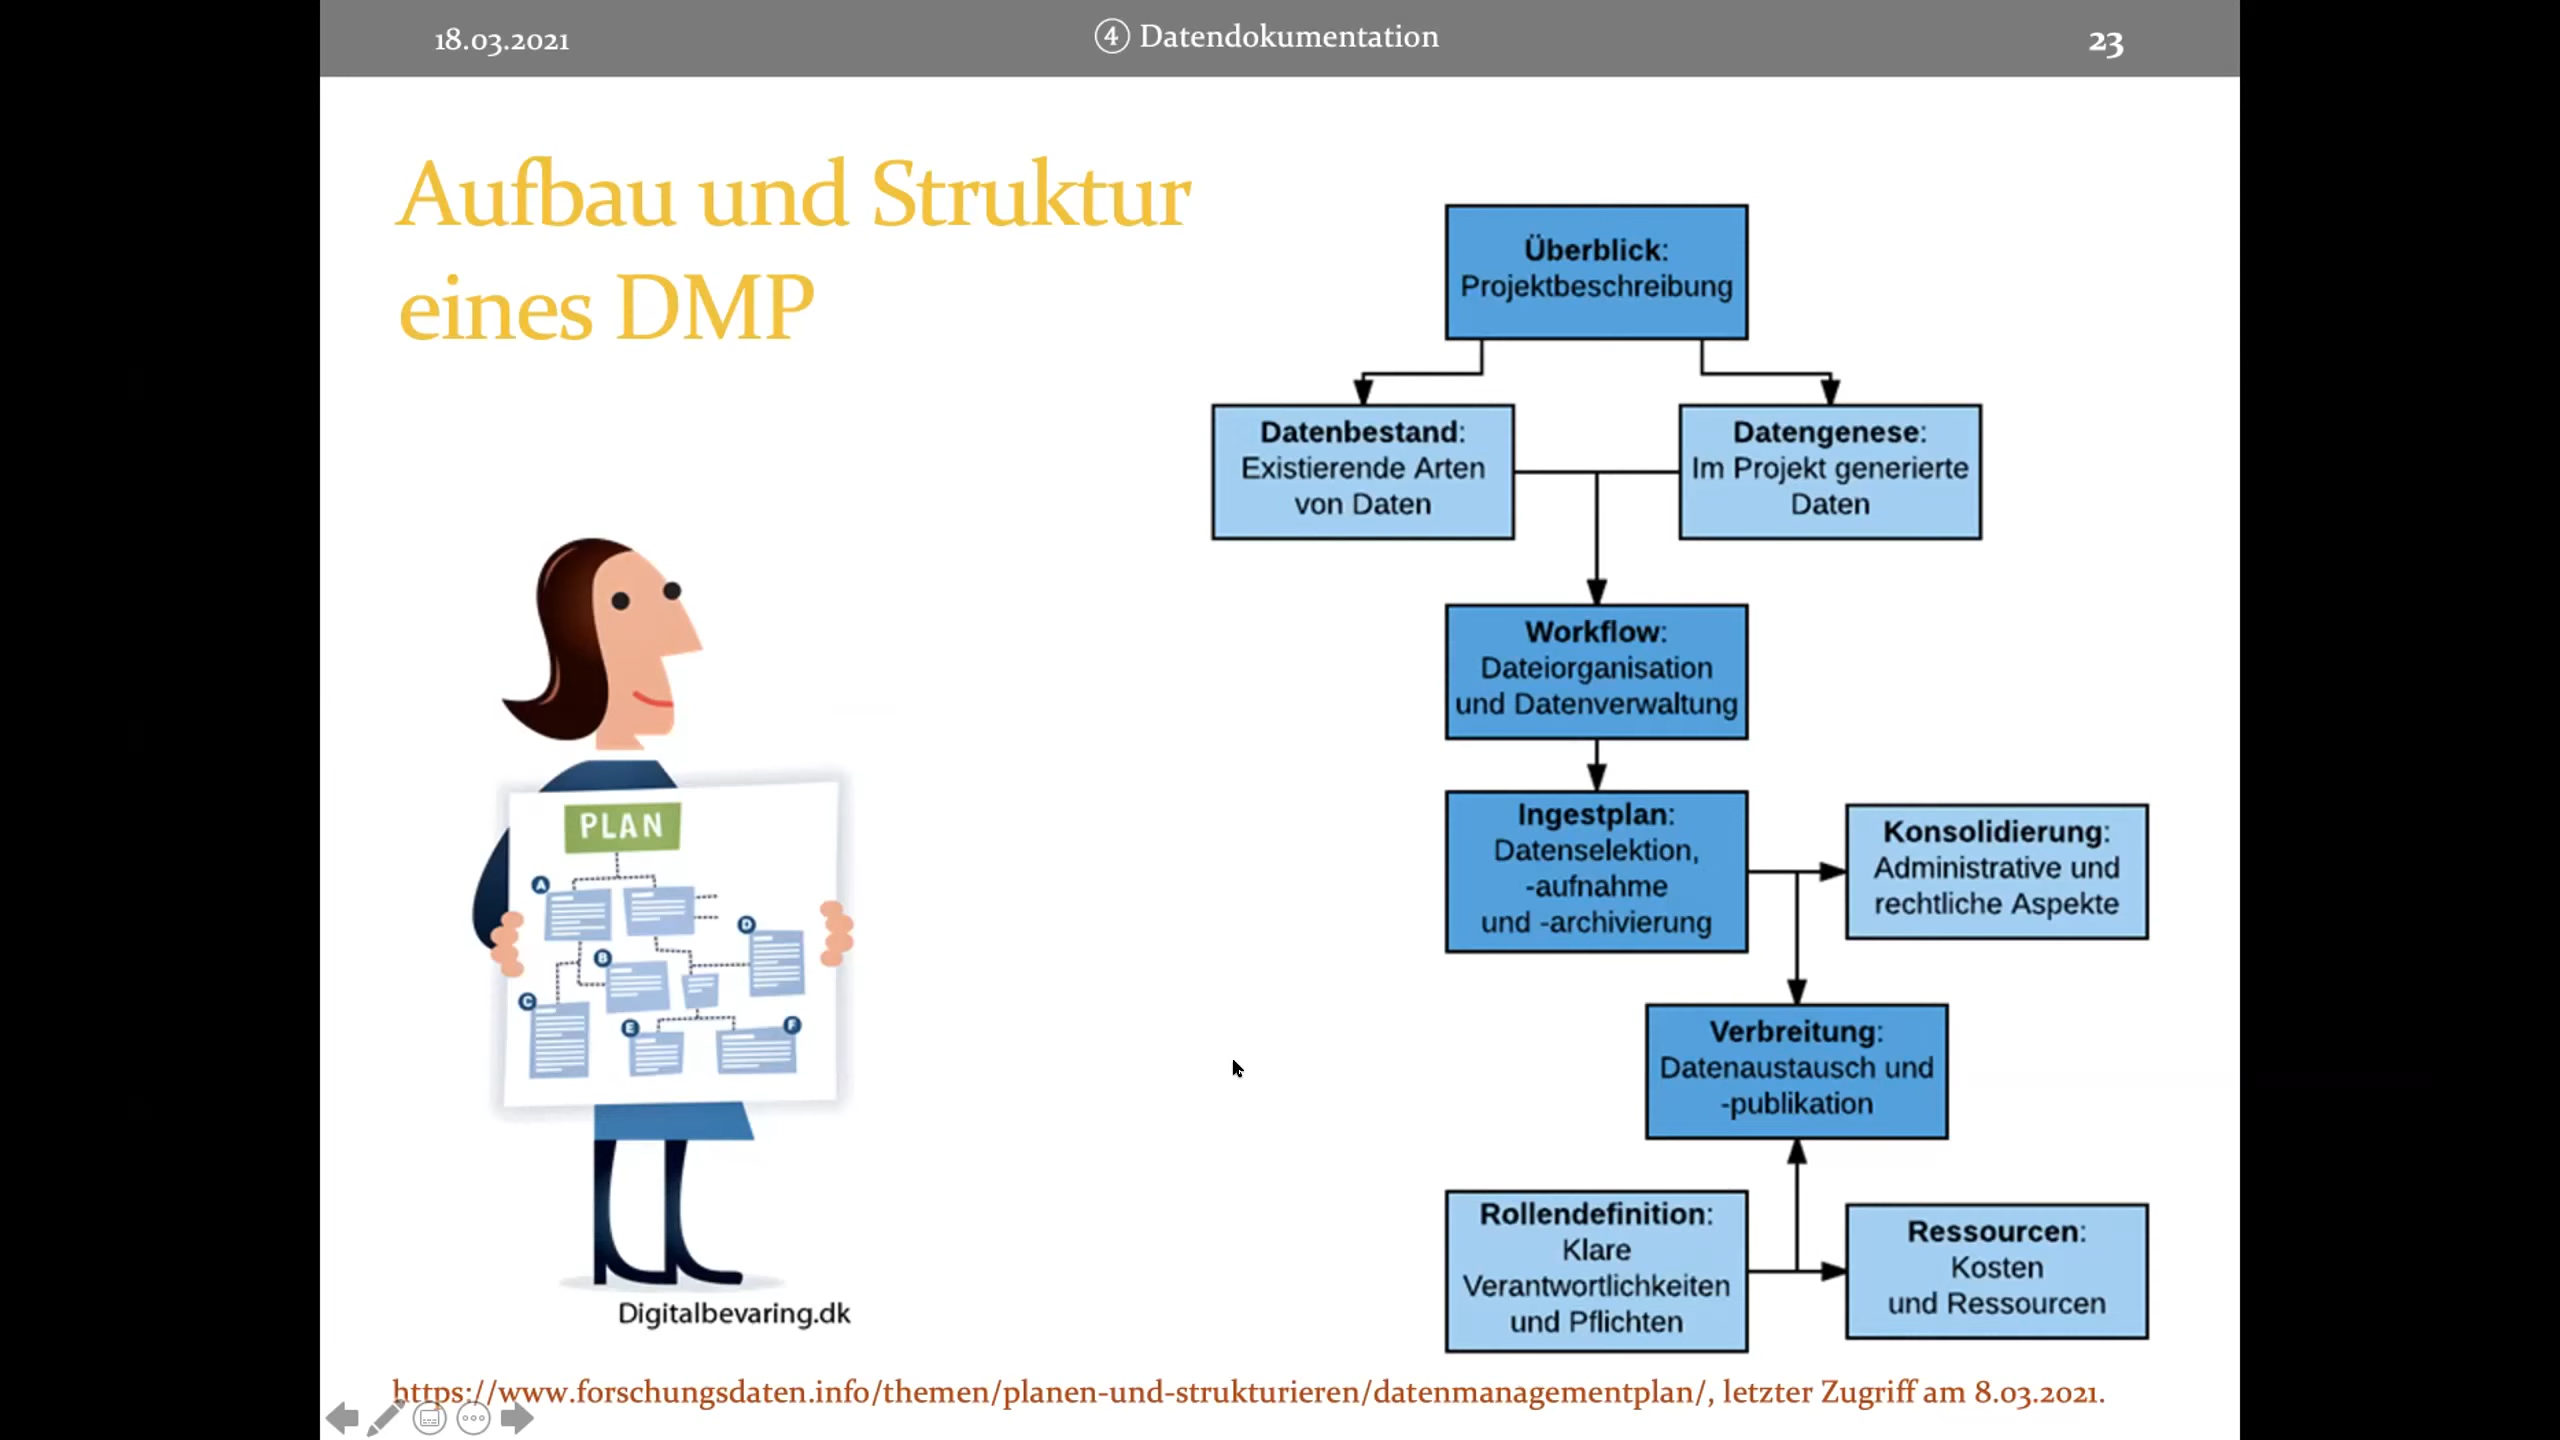 18.03.2021
④ Datendokumentation
23
Aufbau und Struktur
eines DMP
Überblick:
Projektbeschreibung
Datenbestand:
Existierende Arten
von Daten
Datengenese:
Im Projekt generierte
Daten
Workflow:
Dateiorganisation
und Datenverwaltung
Ingestplan:
Datenselektion,
-aufnahme
und -archivierung
Konsolidierung:
Administrative und
rechtliche Aspekte
Verbreitung:
Datenaustausch und
-publikation
Rollendefinition:
Klare
Verantwortlichkeiten
und Pflichten
Ressourcen:
Kosten
und Ressourcen
PLAN
A
D
B
C
E
F
Digitalbevaring.dk
https://www.forschungsdaten.info/themen/planen-und-strukturieren/datenmanagementplan/, letzter Zugriff am 8.03.2021.